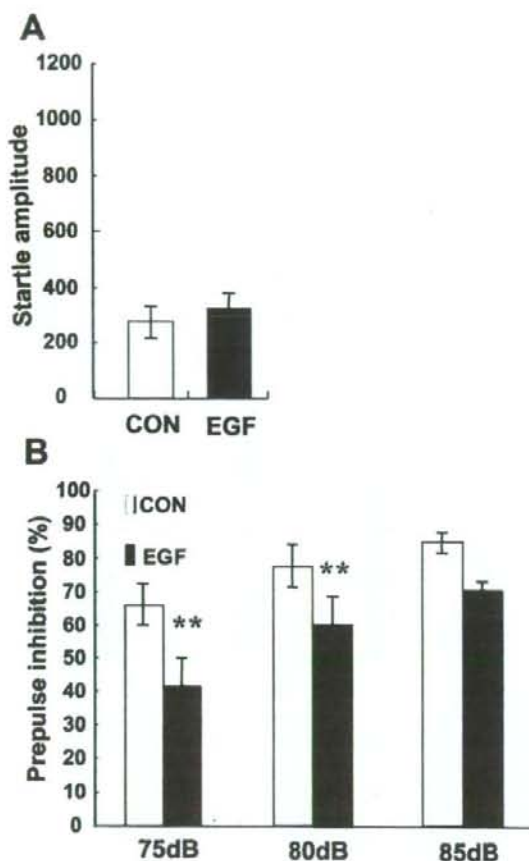 A
Startle amplitude
1200
1000
800
600
400
200
0
CON EGF
B
Prepulse inhibition (%)
100
90
80
70
60
50
40
30
20
10
0
CON
EGF
**
**
75dB 80dB 85dB